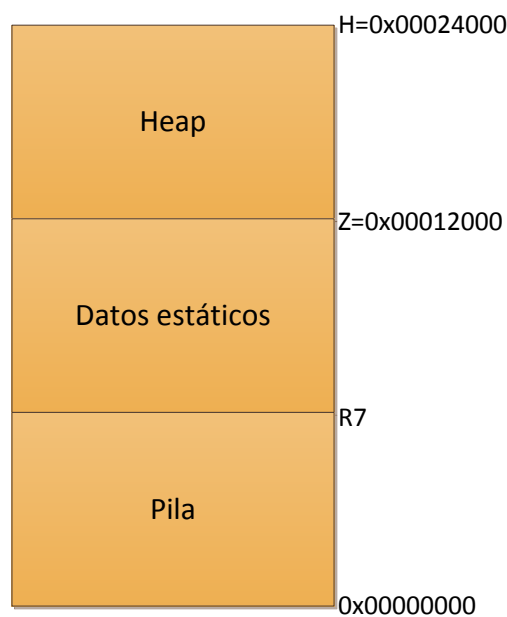 H=0x00024000
Heap
Z=0x00012000
Datos estáticos
R7
Pila
0x00000000